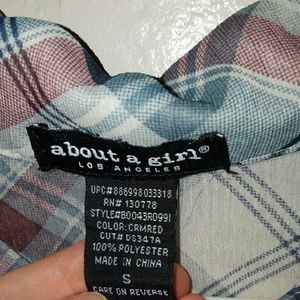 about a girl®
LOS ANGELES
UPC#886998033318
RN# 130778
STYLE#B0043R0991
COLOR:CRMRED
CUT#DS347A
100% POLYESTER
MADE IN CHINA
S
CARE ON REVERSE